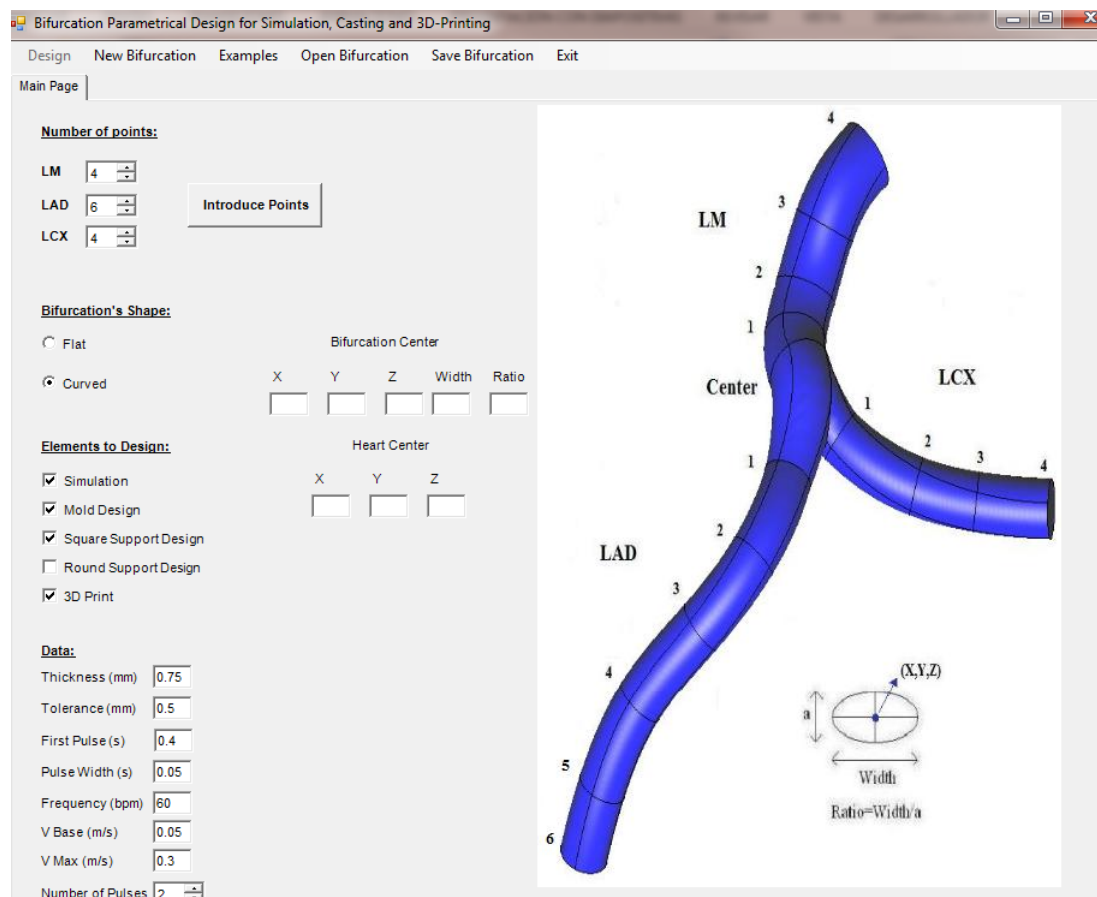 Bifurcation Parametrical Design for Simulation, Casting and 3D-Printing
Design New Bifurcation Examples Open Bifurcation Save Bifurcation Exit
Main Page
Number of points:
LM 4
LAD 6
LCX 4
Introduce Points
Bifurcation's Shape:
Flat
Curved
Bifurcation Center
X Y Z Width Ratio
Elements to Design:
Simulation
Mold Design
Square Support Design
Round Support Design
3D Print
Heart Center
X Y Z
Data:
Thickness (mm) 0.75
Tolerance (mm) 0.5
First Pulse (s) 0.4
Pulse Width (s) 0.05
Frequency (bpm) 60
V Base (m/s) 0.05
V Max (m/s) 0.3
Number of Pulses 2
4
3
LM
2
1
Center
LCX
1
2
3
4
1
2
LAD
3
4
5
6
(X,Y,Z)
a
Width
Ratio=Width/a